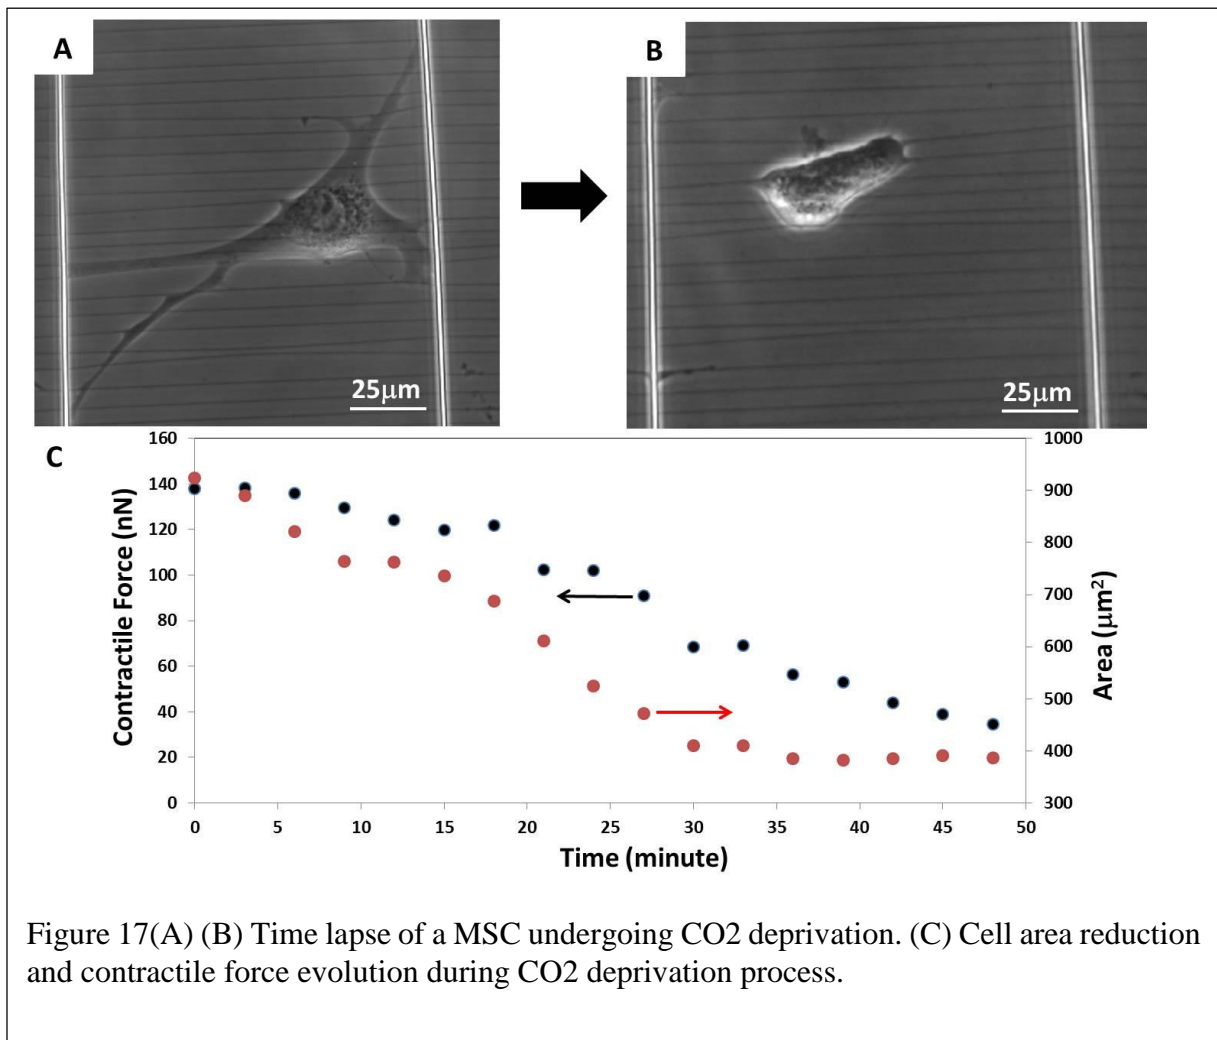 A
B
25μm
25μm
C
160
140
120
100
80
60
40
20
0
Contractile Force (nN)
1000
900
800
700
600
500
400
300
Area (μm²)
0 5 10 15 20 25 30 35 40 45 50
Time (minute)
Figure 17(A) (B) Time lapse of a MSC undergoing CO2 deprivation. (C) Cell area reduction
and contractile force evolution during CO2 deprivation process.